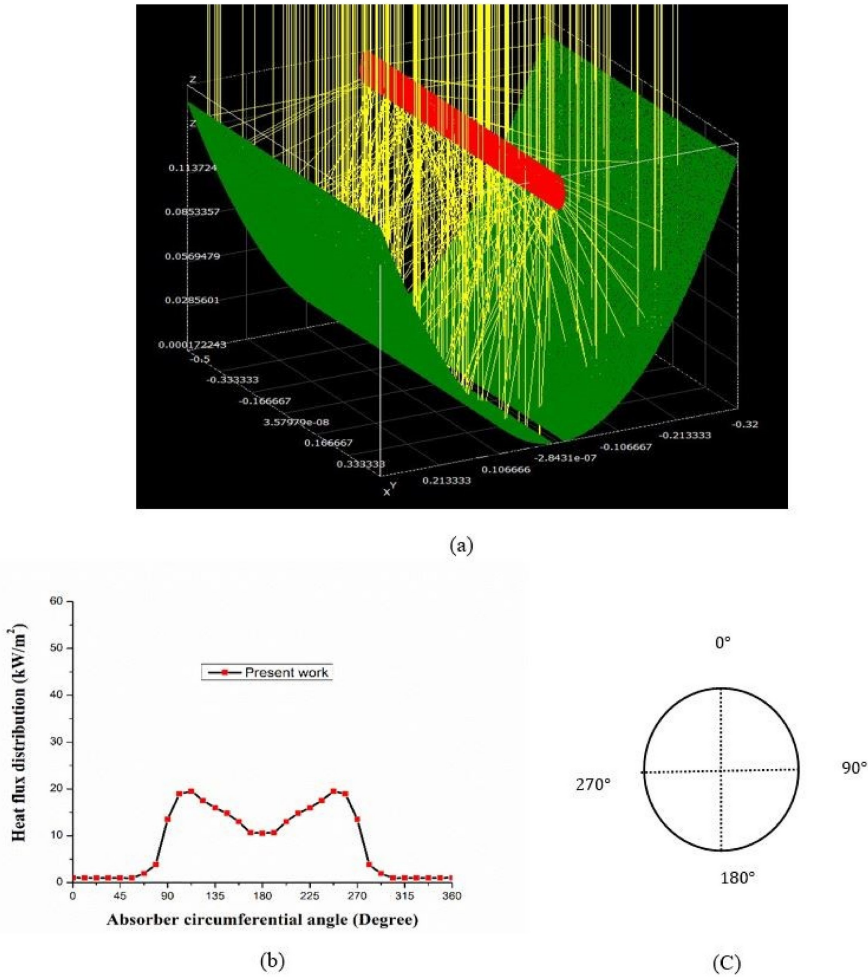 Z
Z
0.113724
0.0853357
0.0569479
0.0285601
0.000172243
-0.5
-0.333333
-0.166667
3.57979e-08
0.166667
0.333333
X Y
0.213333
0.106666
-2.8431e-07
-0.106667
-0.213333
-0.32
(a)
60
50
40
30
20
10
0
Heat flux distribution (kW/m²)
Present work
0 45 90 135 180 225 270 315 360
Absorber circumferential angle (Degree)
(b)
0°
90°
270°
180°
(C)